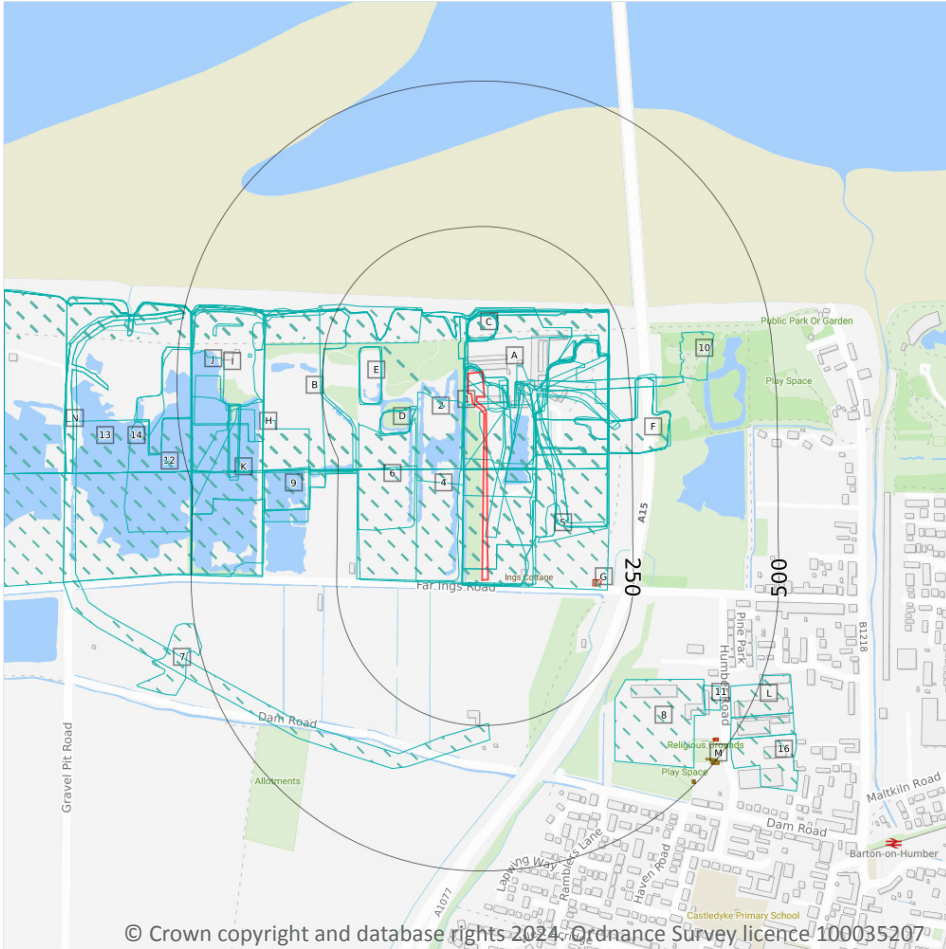 Public Park Or Garden
C
10
A
J
I
Play Space
E
B
2
D
N
H
F
13
14
12
K
6
4
9
A15
5
G
Ings Cottage
250
500
Far Ings Road
Pine Park
B1218
Humber Road
7
11
L
8
Dam Road
Religious Grounds
M
16
Gravel Pit Road
Play Space
Allotments
Maltkiln Road
Dam Road
Barton-on-Humber
Lapwing Way
Ramblers Lane
Haven Road
A1077
Castledyke Primary School
© Crown copyright and database rights 2024. Ordnance Survey licence 100035207